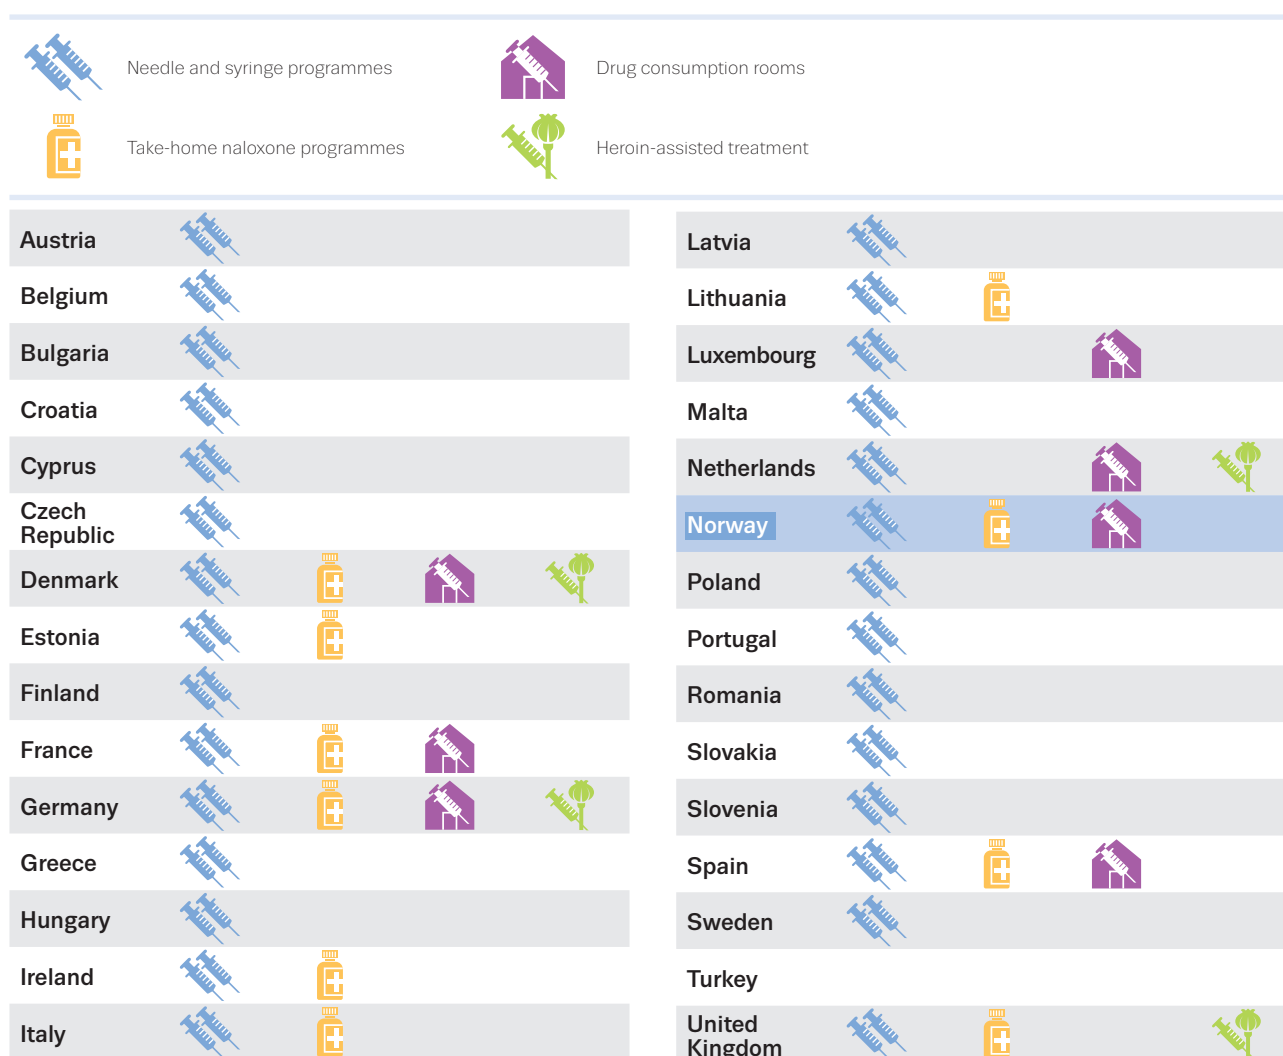 Needle and syringe programmes
Drug consumption rooms
Take-home naloxone programmes
Heroin-assisted treatment
Austria
Belgium
Bulgaria
Croatia
Cyprus
Czech
Republic
Denmark
Estonia
Finland
France
Germany
Greece
Hungary
Ireland
Italy
Latvia
Lithuania
Luxembourg
Malta
Netherlands
Norway
Poland
Portugal
Romania
Slovakia
Slovenia
Spain
Sweden
Turkey
United
Kingdom